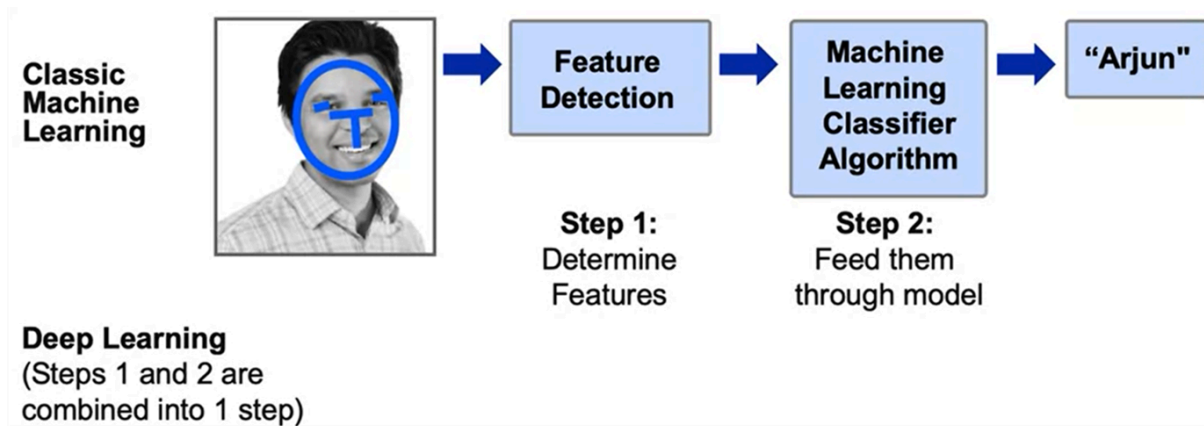 Classic
Machine
Learning
Feature
Detection
Machine
Learning
Classifier
Algorithm
“Arjun"
Step 1:
Determine
Features
Step 2:
Feed them
through model
Deep Learning
(Steps 1 and 2 are
combined into 1 step)